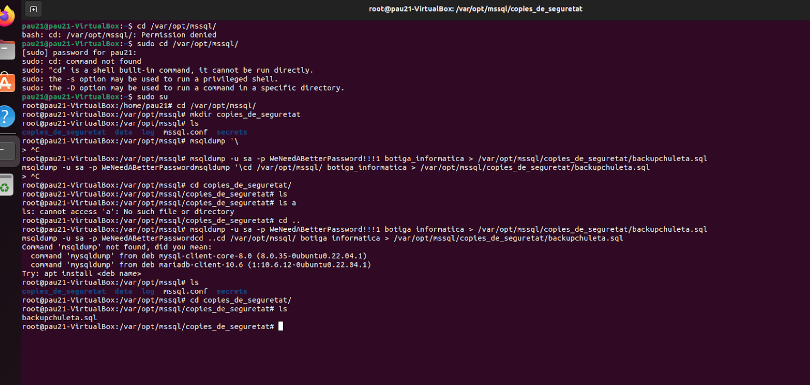 root@pau21-VirtualBox: /var/opt/mssql/copies_de_seguretat
pau21@pau21-VirtualBox:~$ cd /var/opt/mssql/
bash: cd: /var/opt/mssql/: Permission denied
pau21@pau21-VirtualBox:~$ sudo cd /var/opt/mssql/
[sudo] password for pau21:
sudo: cd: command not found
sudo: "cd" is a shell built-in command, it cannot be run directly.
sudo: the -s option may be used to run a privileged shell.
sudo: the -D option may be used to run a command in a specific directory.
pau21@pau21-VirtualBox:~$ sudo su
root@pau21-VirtualBox:/home/pau21# cd /var/opt/mssql/
root@pau21-VirtualBox:/var/opt/mssql# mkdir copies_de_seguretat
root@pau21-VirtualBox:/var/opt/mssql# ls
copies_de_seguretat  data  log  mssql.conf  secrets
root@pau21-VirtualBox:/var/opt/mssql# msqldump '\
> ^C
root@pau21-VirtualBox:/var/opt/mssql# msqldump -u sa -p WeNeedABetterPassword!!!1 botiga_informatica > /var/opt/mssql/copies_de_seguretat/backupchuleta.sql
msqldump -u sa -p WeNeedABetterPasswordmsqldump '\cd /var/opt/mssql/ botiga_informatica > /var/opt/mssql/copies_de_seguretat/backupchuleta.sql
> ^C
root@pau21-VirtualBox:/var/opt/mssql# cd copies_de_seguretat/
root@pau21-VirtualBox:/var/opt/mssql/copies_de_seguretat# ls
root@pau21-VirtualBox:/var/opt/mssql/copies_de_seguretat# ls a
ls: cannot access 'a': No such file or directory
root@pau21-VirtualBox:/var/opt/mssql/copies_de_seguretat# cd ..
root@pau21-VirtualBox:/var/opt/mssql# msqldump -u sa -p WeNeedABetterPassword!!!1 botiga_informatica > /var/opt/mssql/copies_de_seguretat/backupchuleta.sql
msqldump -u sa -p WeNeedABetterPasswordcd ..cd /var/opt/mssql/ botiga_informatica > /var/opt/mssql/copies_de_seguretat/backupchuleta.sql
Command 'msqldump' not found, did you mean:
command 'mysqldump' from deb mysql-client-core-8.0 (8.0.35-0ubuntu0.22.04.1)
command 'mysqldump' from deb mariadb-client-10.6 (1:10.6.12-0ubuntu0.22.04.1)
Try: apt install <deb name>
root@pau21-VirtualBox:/var/opt/mssql# ls
copies_de_seguretat  data  log  mssql.conf  secrets
root@pau21-VirtualBox:/var/opt/mssql# cd copies_de_seguretat/
root@pau21-VirtualBox:/var/opt/mssql/copies_de_seguretat# ls
backupchuleta.sql
root@pau21-VirtualBox:/var/opt/mssql/copies_de_seguretat#